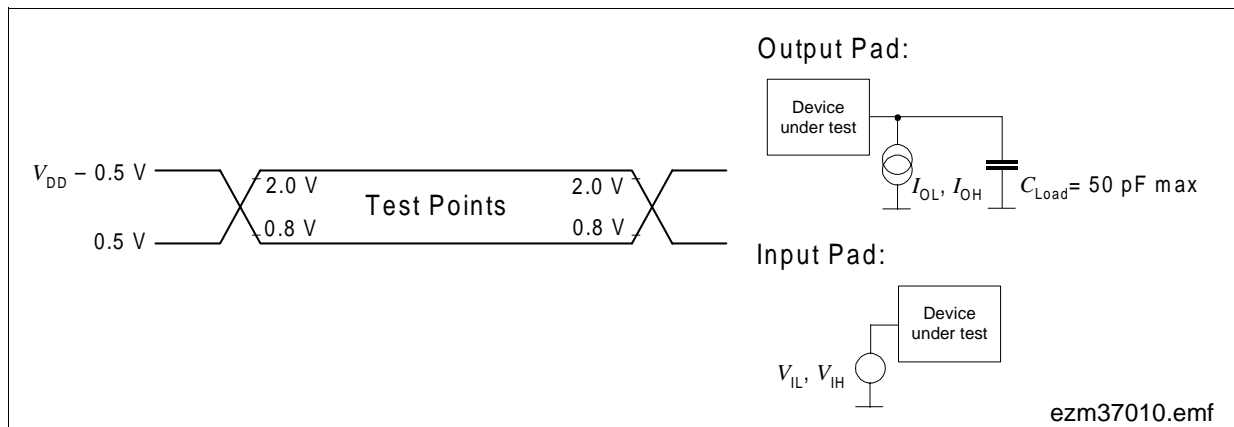 Output Pad:
Device
under test
V_DD – 0.5 V
2.0 V
2.0 V
Test Points
0.5 V
0.8 V
0.8 V
I_OL, I_OH
C_Load= 50 pF max
Input Pad:
Device
under test
V_IL, V_IH
ezm37010.emf